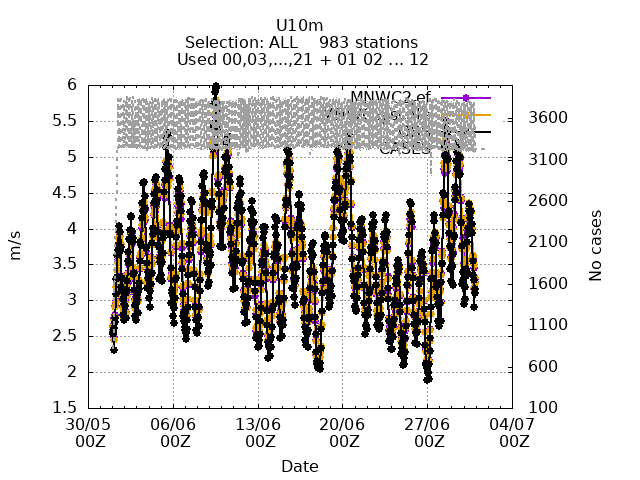 U10m
Selection: ALL    983 stations
Used 00,03,...,21 + 01 02 ... 12
MNWC2.ef
CASES
6
5.5
5
4.5
4
3.5
3
2.5
2
1.5
m/s
3600
3100
2600
2100
1600
1100
600
100
No cases
30/05 06/06 13/06 20/06 27/06 04/07
00Z 00Z 00Z 00Z 00Z 00Z
Date